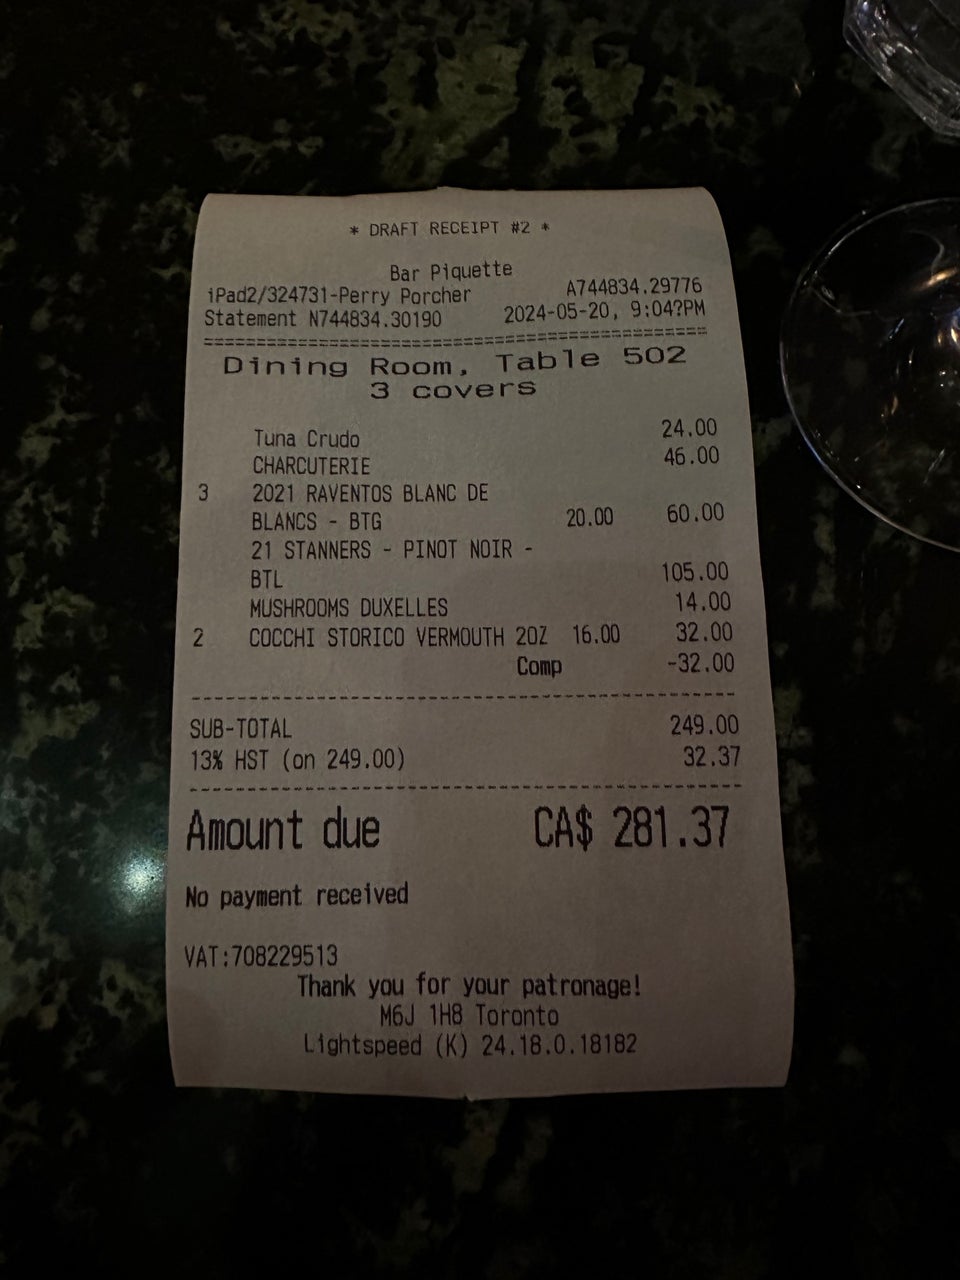 * DRAFT RECEIPT #2 *
Bar Piquette
iPad2/324731-Perry Porcher A744834.29776
Statement N744834.30190 2024-05-20, 9:04?PM
================================================
Dining Room, Table 502
3 covers
Tuna Crudo 24.00
CHARCUTERIE 46.00
3 2021 RAVENTOS BLANC DE
BLANCS - BTG 20.00 60.00
21 STANNERS - PINOT NOIR -
BTL 105.00
MUSHROOMS DUXELLES 14.00
2 COCCHI STORICO VERMOUTH 2OZ 16.00 32.00
Comp -32.00
------------------------------------------------
SUB-TOTAL 249.00
13% HST (on 249.00) 32.37
------------------------------------------------
Amount due CA$ 281.37
No payment received
VAT:708229513
Thank you for your patronage!
M6J 1H8 Toronto
Lightspeed (K) 24.18.0.18182